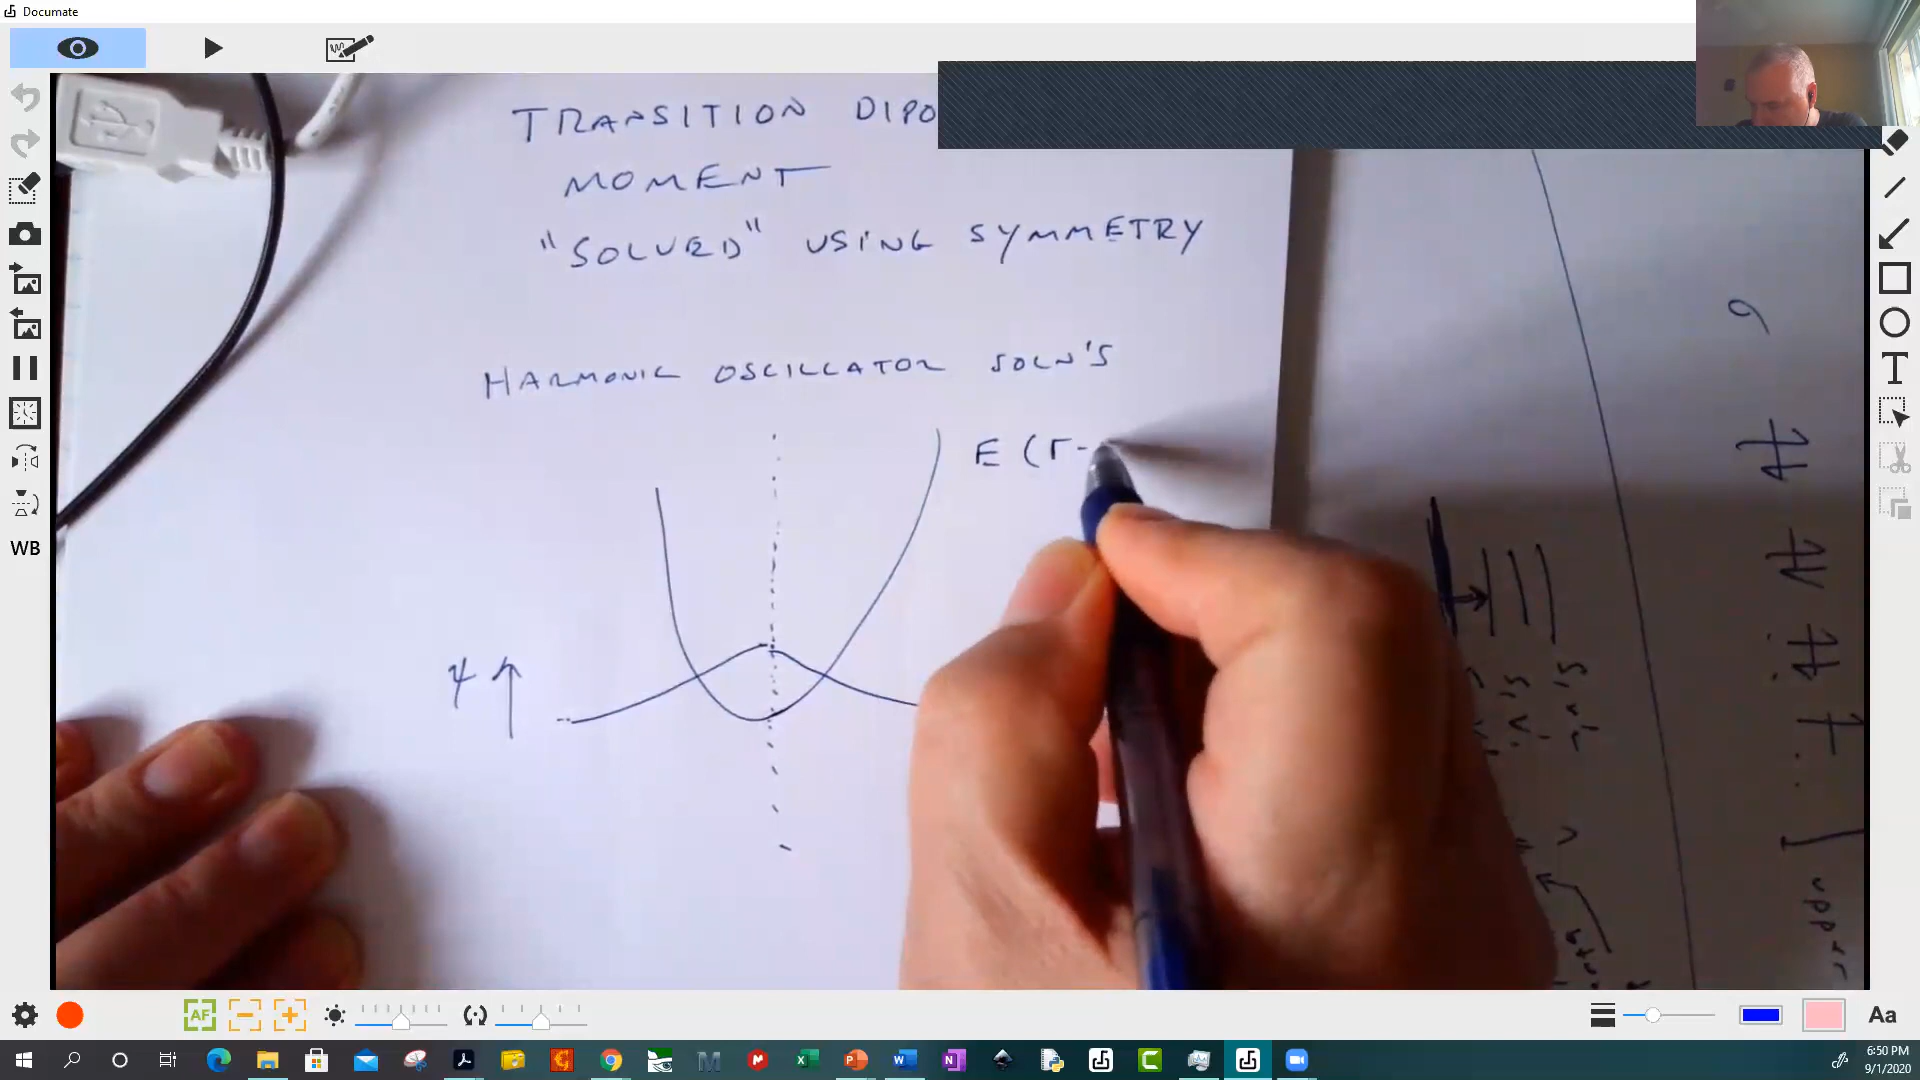 Documate
TRANSITION DIPO
MOMENT
"SOLVED" USING SYMMETRY
HARMONIC OSCILLATOR SOLN'S
E (r-
ψ
WB
T
AF
Aa
6:50 PM
9/1/2020